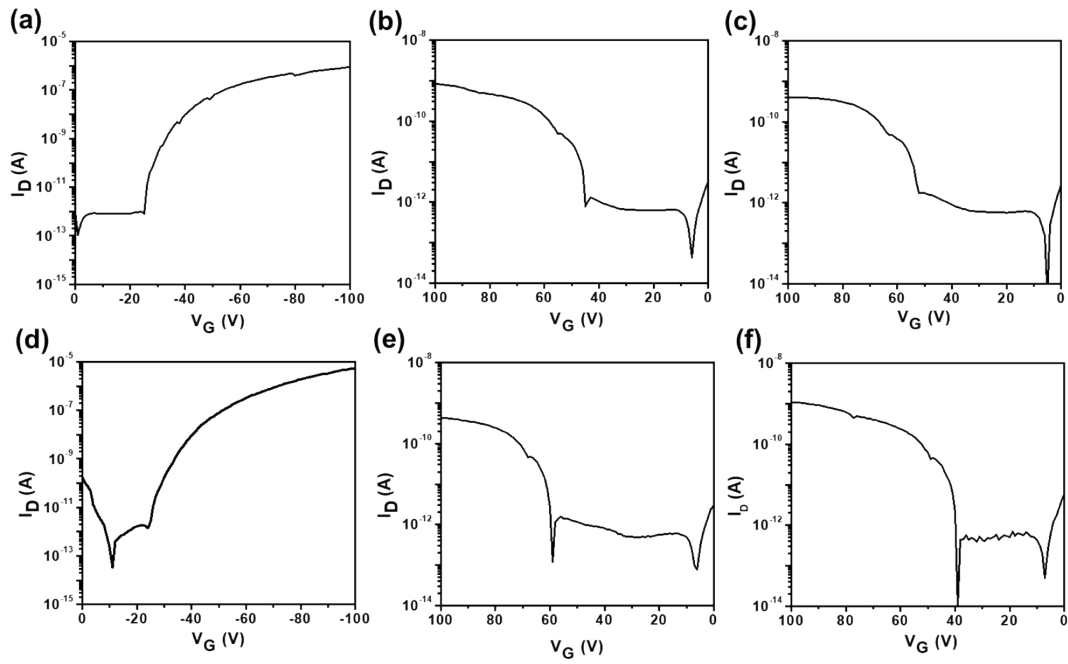 (a)
10^-5
10^-7
10^-9
10^-11
10^-13
10^-15
I_D (A)
0 -20 -40 -60 -80 -100
V_G (V)
(b)
10^-8
10^-10
10^-12
10^-14
I_D (A)
100 80 60 40 20 0
V_G (V)
(c)
10^-8
10^-10
10^-12
10^-14
I_D (A)
100 80 60 40 20 0
V_G (V)
(d)
10^-5
10^-7
10^-9
10^-11
10^-13
10^-15
I_D (A)
0 -20 -40 -60 -80 -100
V_G (V)
(e)
10^-8
10^-10
10^-12
10^-14
I_D (A)
100 80 60 40 20 0
V_G (V)
(f)
10^-8
10^-10
10^-12
10^-14
I_D (A)
100 80 60 40 20 0
V_G (V)